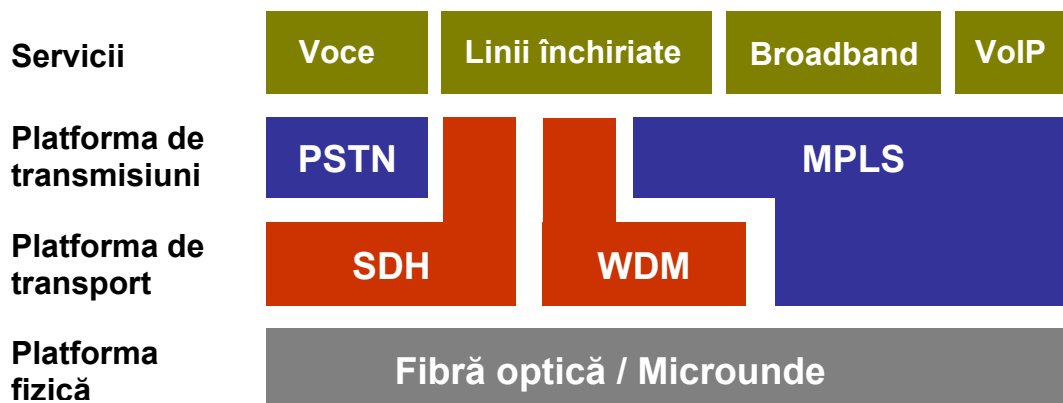 Servicii
Voce
Linii închiriate
Broadband
VoIP
Platforma de
transmisiuni
PSTN
MPLS
Platforma de
transport
SDH
WDM
Platforma
fizică
Fibră optică / Microunde